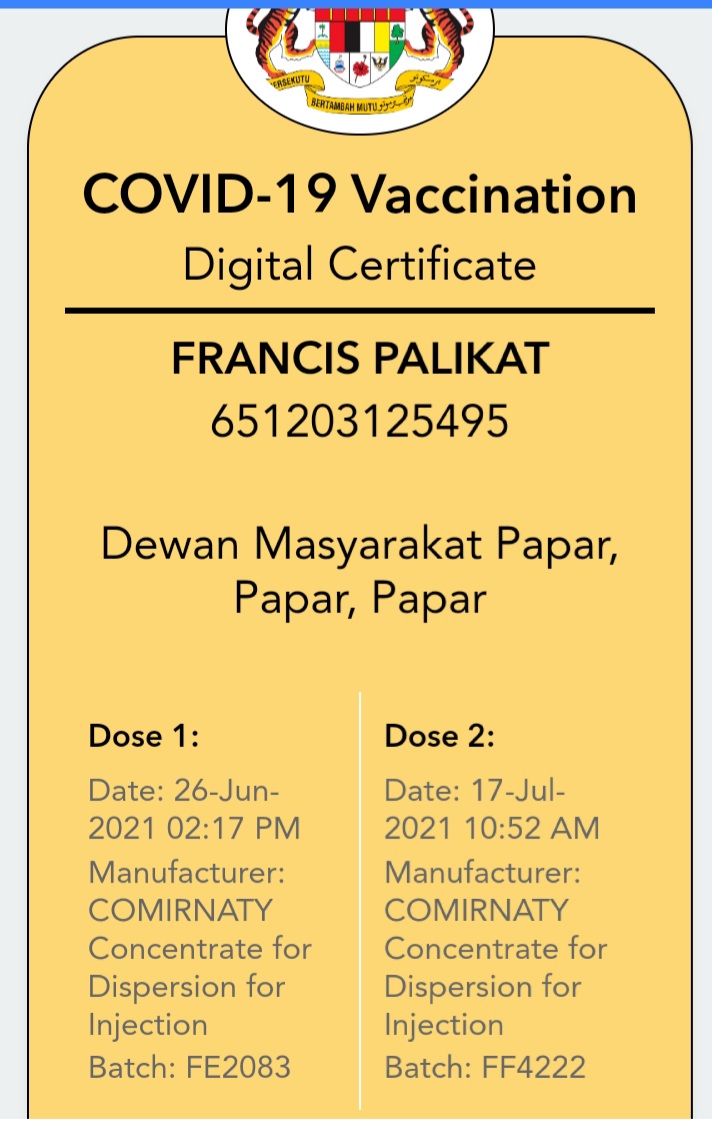 BERSEKUTU
BERTAMBAH MUTU
COVID-19 Vaccination
Digital Certificate
FRANCIS PALIKAT
651203125495
Dewan Masyarakat Papar,
Papar, Papar
Dose 1:
Date: 26-Jun-
2021 02:17 PM
Manufacturer:
COMIRNATY
Concentrate for
Dispersion for
Injection
Batch: FE2083
Dose 2:
Date: 17-Jul-
2021 10:52 AM
Manufacturer:
COMIRNATY
Concentrate for
Dispersion for
Injection
Batch: FF4222